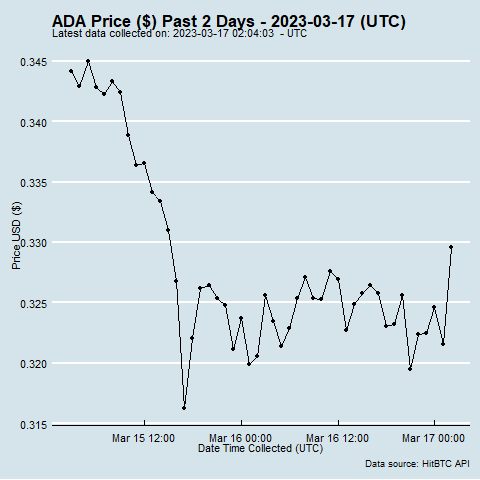 ADA Price ($) Past 2 Days - 2023-03-17 (UTC)
Latest data collected on: 2023-03-17 02:04:03 - UTC
0.345
0.340
0.335
0.330
0.325
0.320
0.315
Price USD ($)
Mar 15 12:00
Mar 16 00:00
Mar 16 12:00
Mar 17 00:00
Date Time Collected (UTC)
Data source: HitBTC API